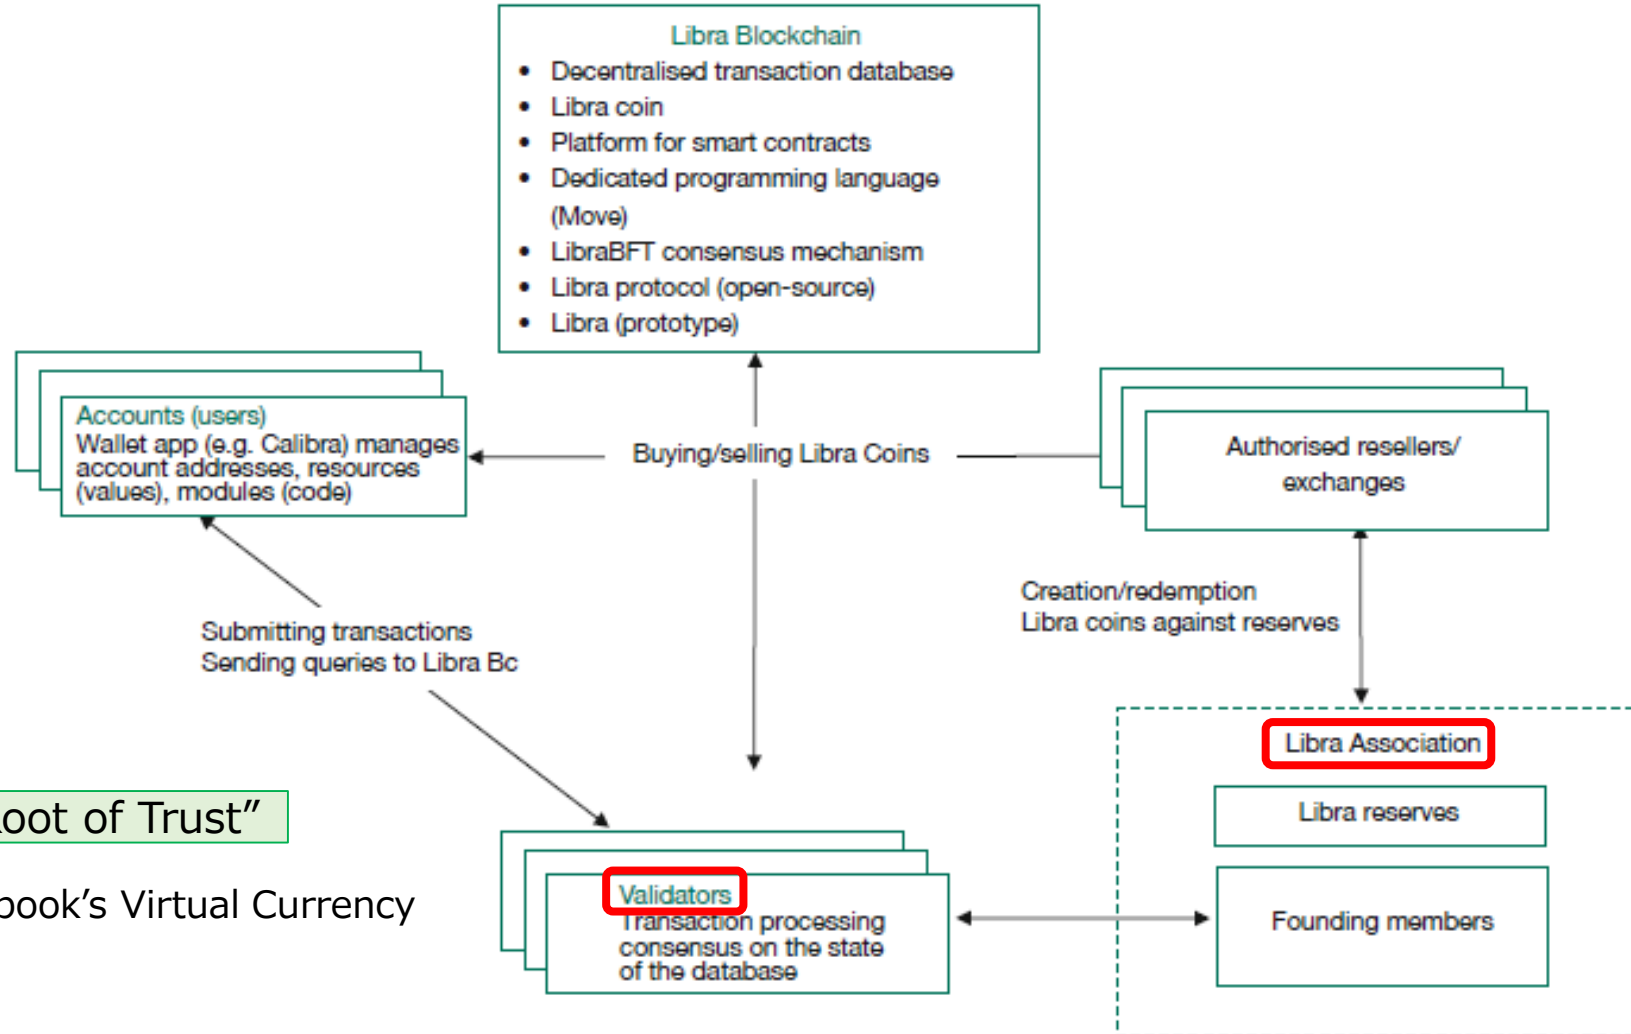 Libra Blockchain
• Decentralised transaction database
• Libra coin
• Platform for smart contracts
• Dedicated programming language
(Move)
• LibraBFT consensus mechanism
• Libra protocol (open-source)
• Libra (prototype)
Accounts (users)
Wallet app (e.g. Calibra) manages
account addresses, resources
(values), modules (code)
Buying/selling Libra Coins
Authorised resellers/
exchanges
Creation/redemption
Libra coins against reserves
Submitting transactions
Sending queries to Libra Bc
Libra Association
Libra reserves
Founding members
oot of Trust”
book’s Virtual Currency
Validators
Transaction processing
consensus on the state
of the database